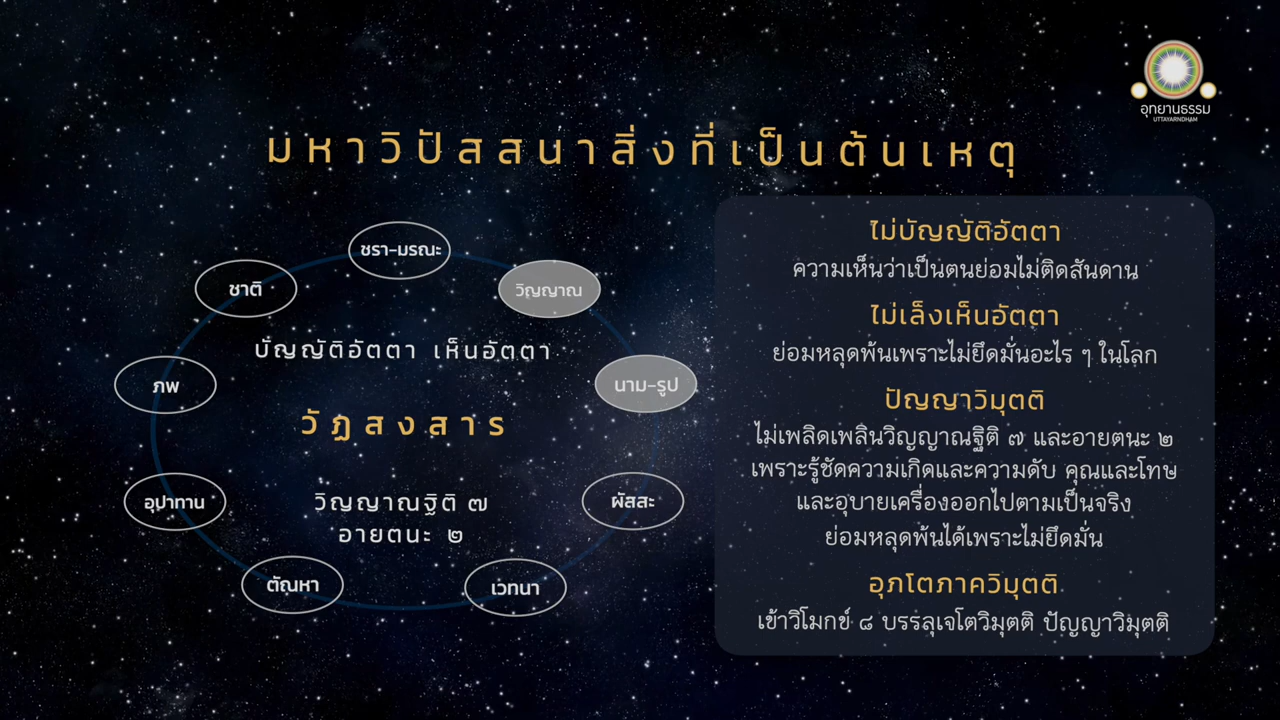 อุทยานธรรม
UTTAYARNDHAM
มหาวิปัสสนาสิ่งที่เป็นต้นเหตุ
ชรา-มรณะ
วิญญาณ
นาม-รูป
ผัสสะ
เวทนา
ตัณหา
อุปาทาน
ภพ
ชาติ
บัญญัติอัตตา เห็นอัตตา
วัฏสงสาร
วิญญาณฐิติ ๗
อายตนะ ๒
ไม่บัญญัติอัตตา
ความเห็นว่าเป็นตนย่อมไม่ติดสันดาน
ไม่เล็งเห็นอัตตา
ย่อมหลุดพ้นเพราะไม่ยึดมั่นอะไร ๆ ในโลก
ปัญญาวิมุตติ
ไม่เพลิดเพลินวิญญาณฐิติ ๗ และอายตนะ ๒
เพราะรู้ชัดความเกิดและความดับ คุณและโทษ
และอุบายเครื่องออกไปตามเป็นจริง
ย่อมหลุดพ้นได้เพราะไม่ยึดมั่น
อุภโตภาควิมุตติ
เข้าวิโมกข์ ๘ บรรลุเจโตวิมุตติ ปัญญาวิมุตติ